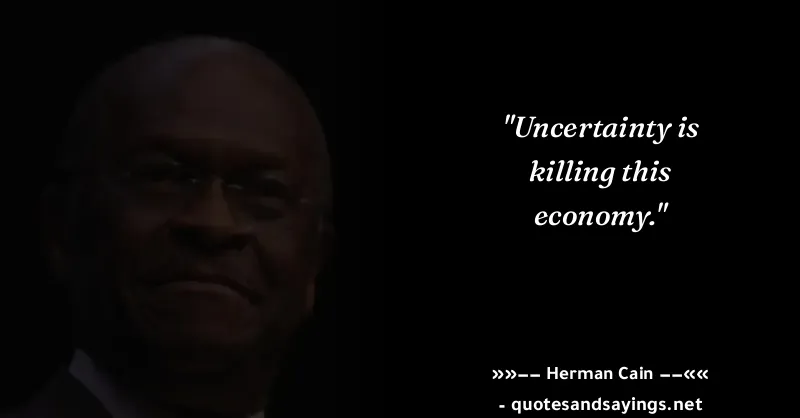 "Uncertainty is
killing this
economy."
»»−− Herman Cain −−««
- quotesandsayings.net